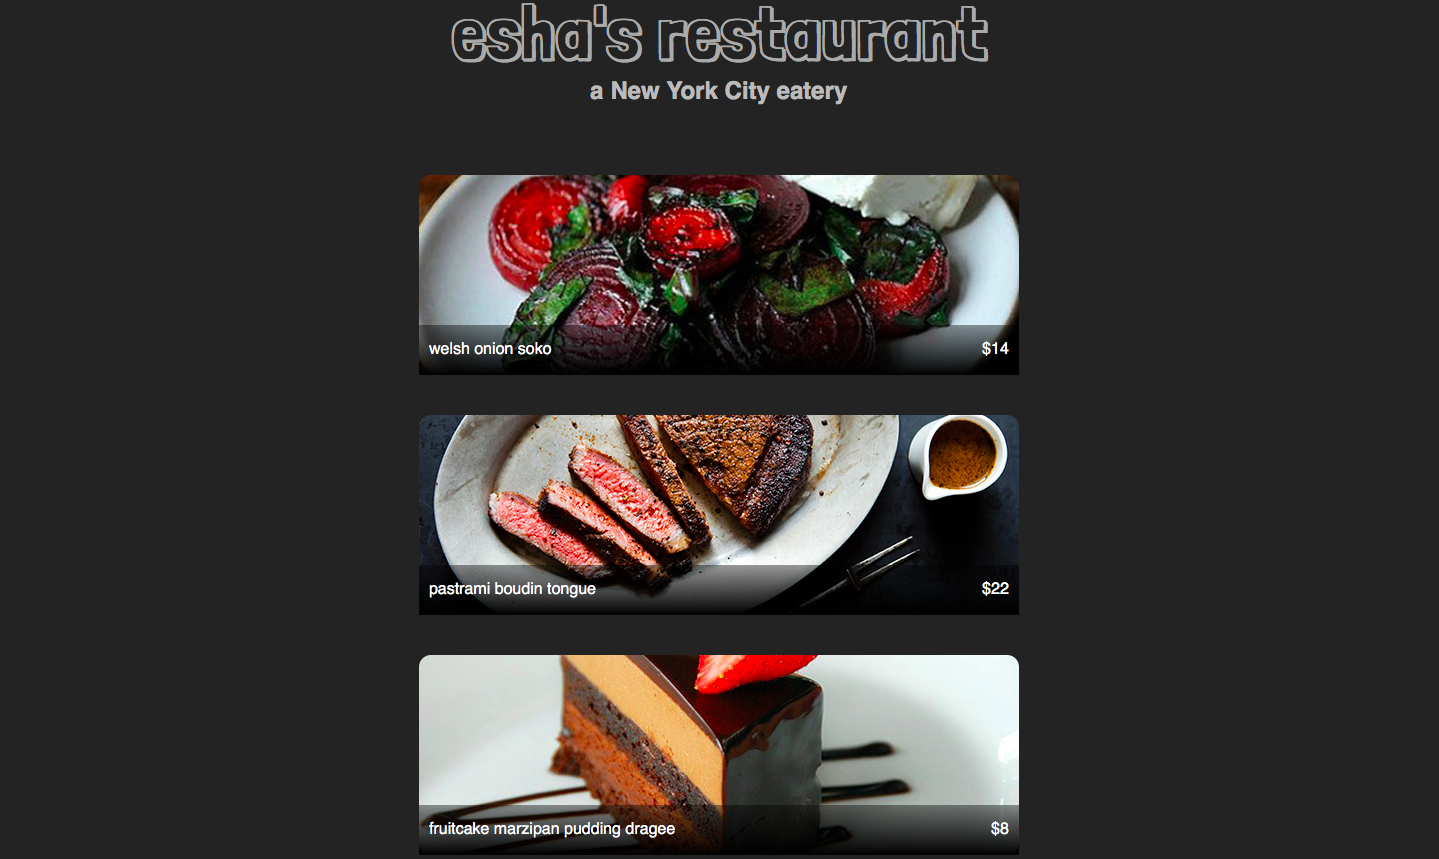 esha's restaurant
a New York City eatery
welsh onion soko $14
pastrami boudin tongue $22
fruitcake marzipan pudding dragee $8